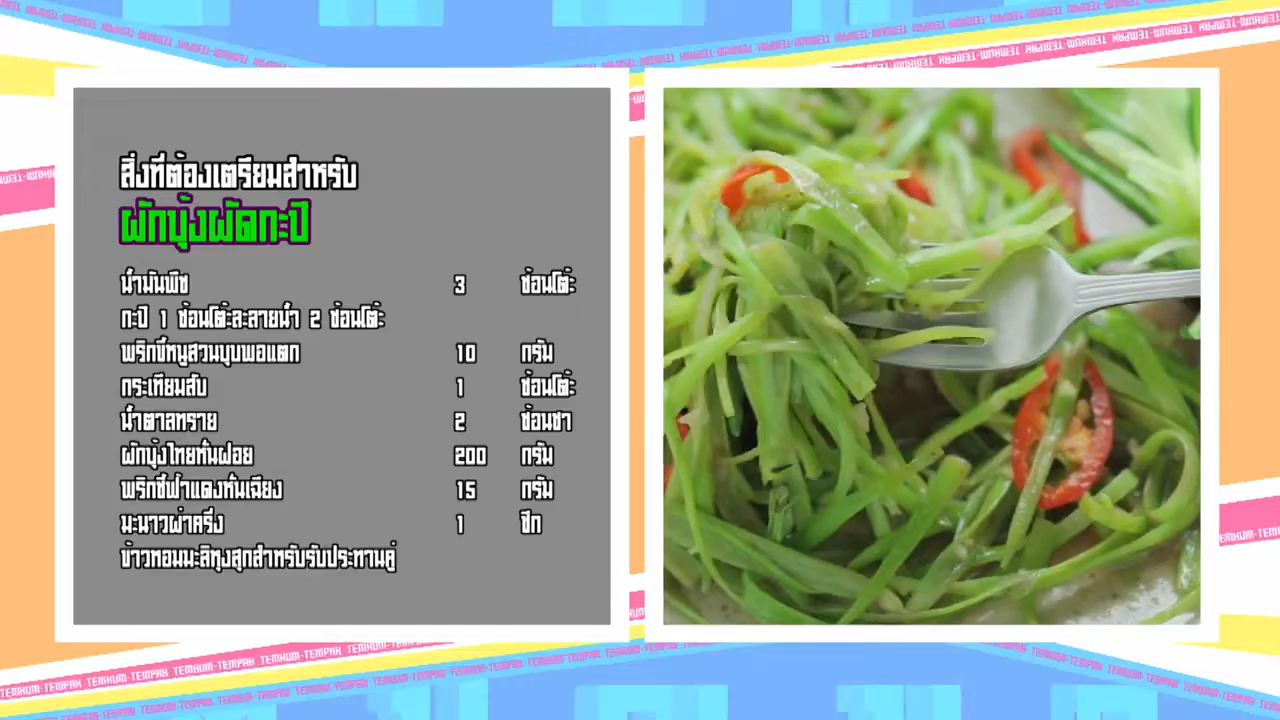 สิ่งที่ต้องเตรียมสำหรับ
ผักบุ้งผัดกะปิ
น้ำมันพืช 3 ช้อนโต๊ะ
กะปิ 1 ช้อนโต๊ะละลายน้ำ 2 ช้อนโต๊ะ
พริกขี้หนูสวนบุบพอแตก 10 กรัม
กระเทียมสับ 1 ช้อนโต๊ะ
น้ำตาลทราย 2 ช้อนชา
ผักบุ้งไทยหั่นฝอย 200 กรัม
พริกชี้ฟ้าแดงหั่นเฉียง 15 กรัม
มะนาวผ่าครึ่ง 1 ซีก
ข้าวหอมมะลิหุงสุกสำหรับรับประทานคู่
TEMKUM-TEMPAK TEMKUM-TEMPAK TEMKUM-TEMPAK TEMKUM-TEMPAK